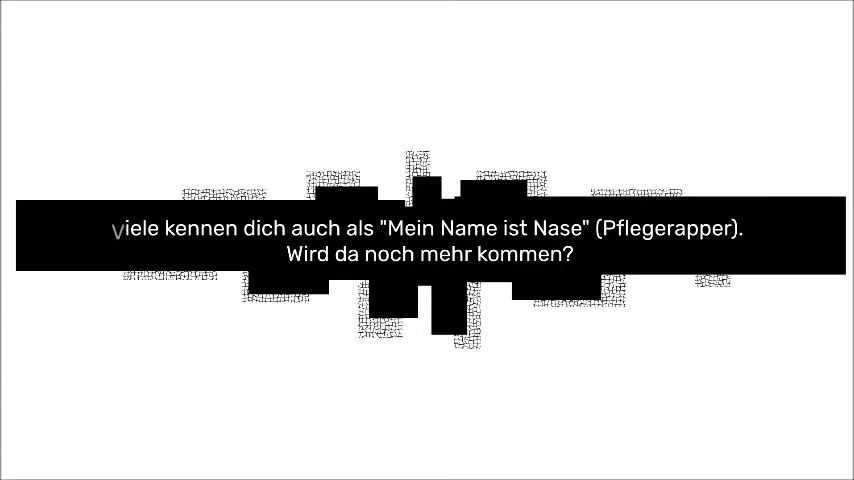 viele kennen dich auch als "Mein Name ist Nase" (Pflegerapper).
Wird da noch mehr kommen?